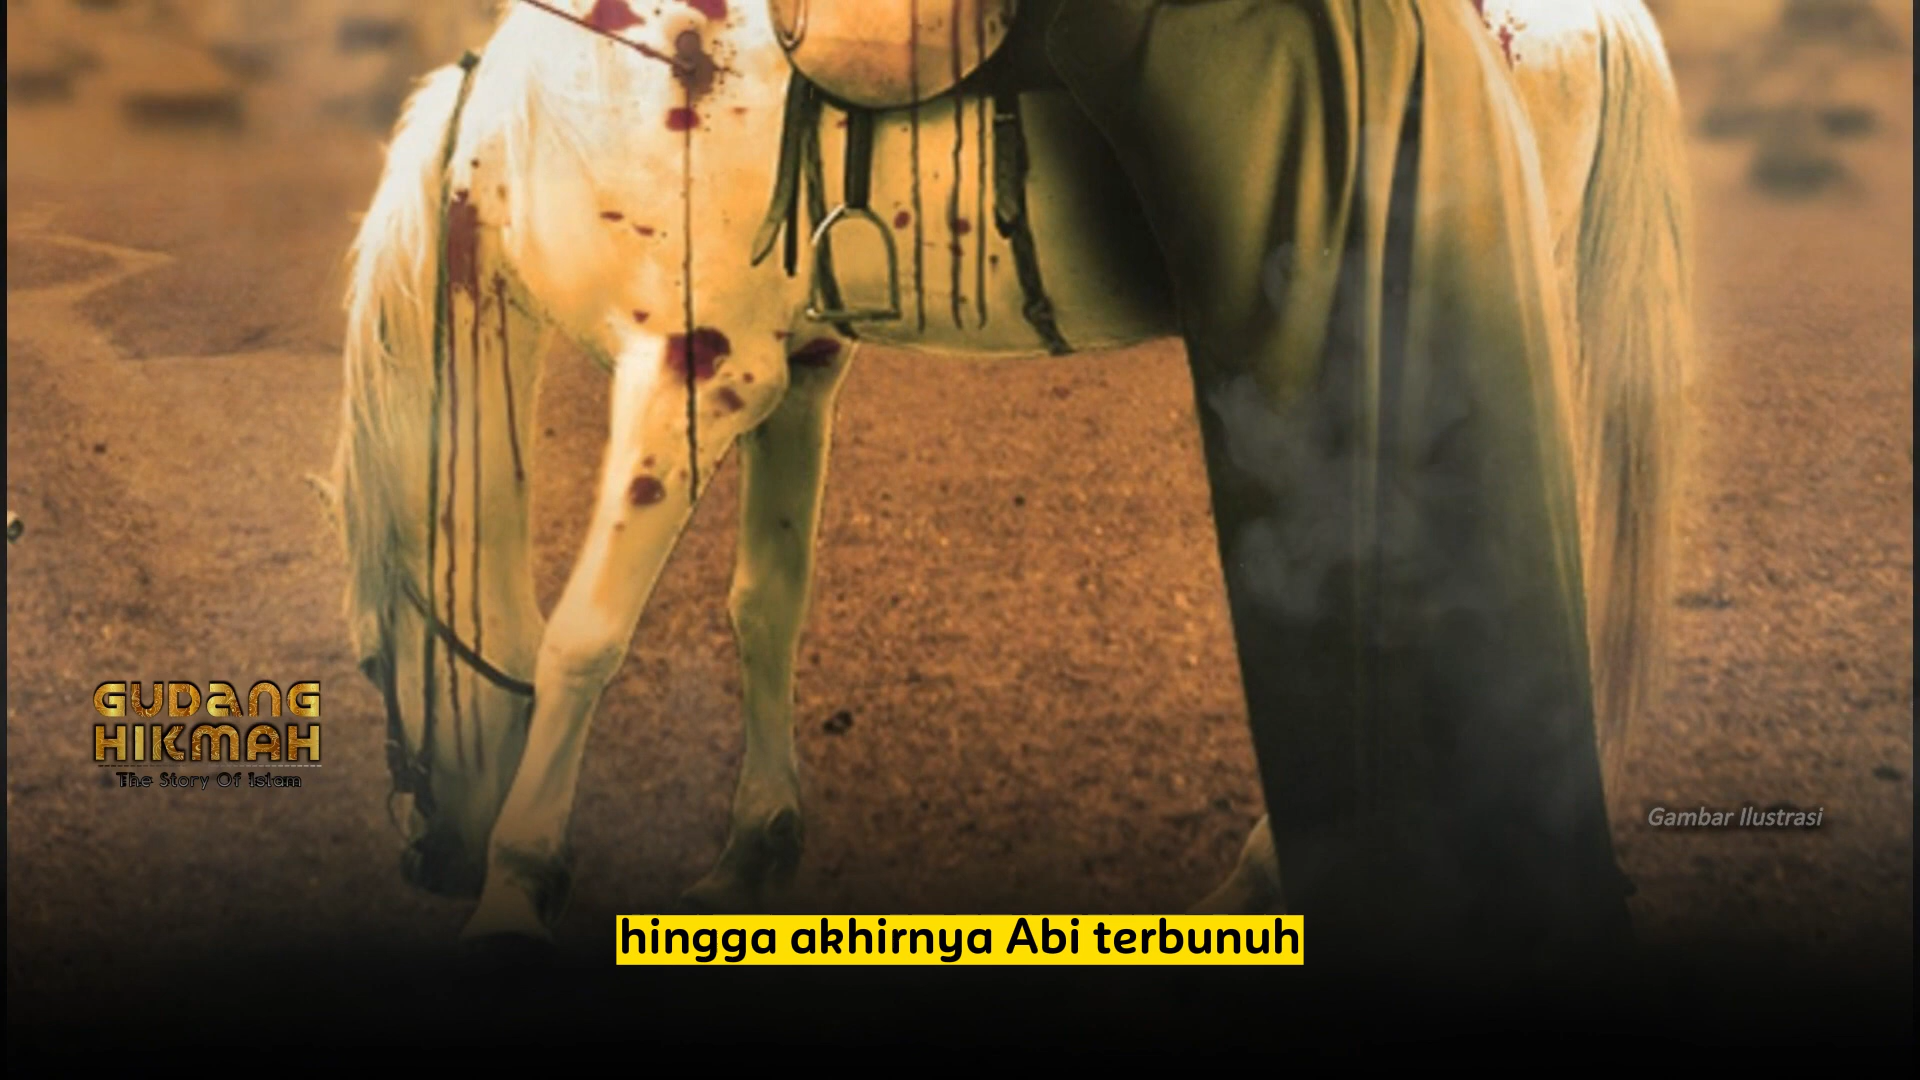 GUDANG
HIKMAH
The Story Of Islam
Gambar Ilustrasi
hingga akhirnya Abi terbunuh